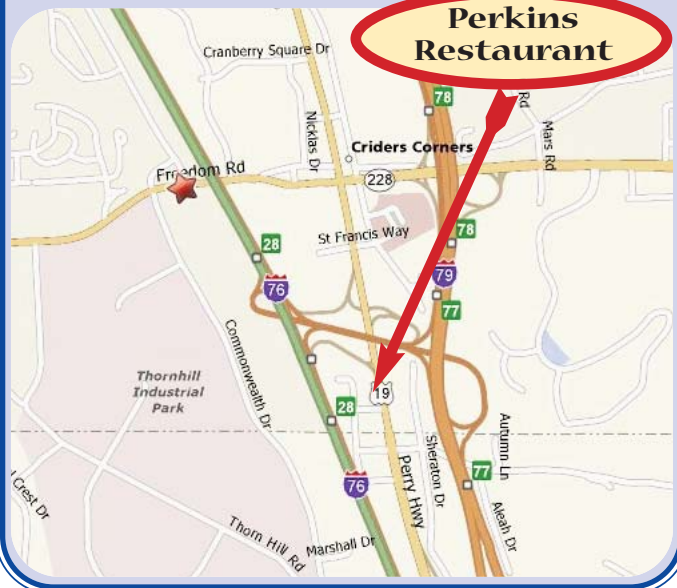 Perkins
Restaurant
Cranberry Square Dr
78
Rd
Nicklas Dr
Mars Rd
Criders Corners
Freedom Rd
228
St Francis Way
78
28
76
79
77
Commonwealth Dr
Thornhill
Industrial
Park
19
28
Autumn Ln
Sheraton Dr
Perry Hwy
77
76
l Crest Dr
Aleah Dr
Thorn Hill Rd
Marshall Dr